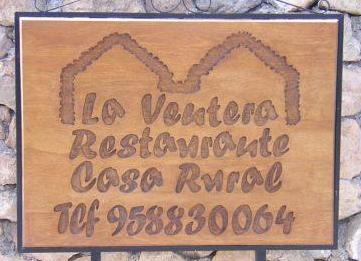 La Ventera
Restaurante
Casa Rural
Tlf 958830064